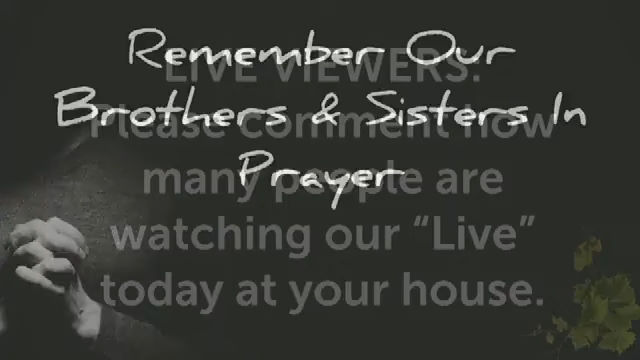 Remember Our
Brothers & Sisters In
Prayer
LIVE VIEWERS:
Please comment how
many people are
watching our “Live”
today at your house.